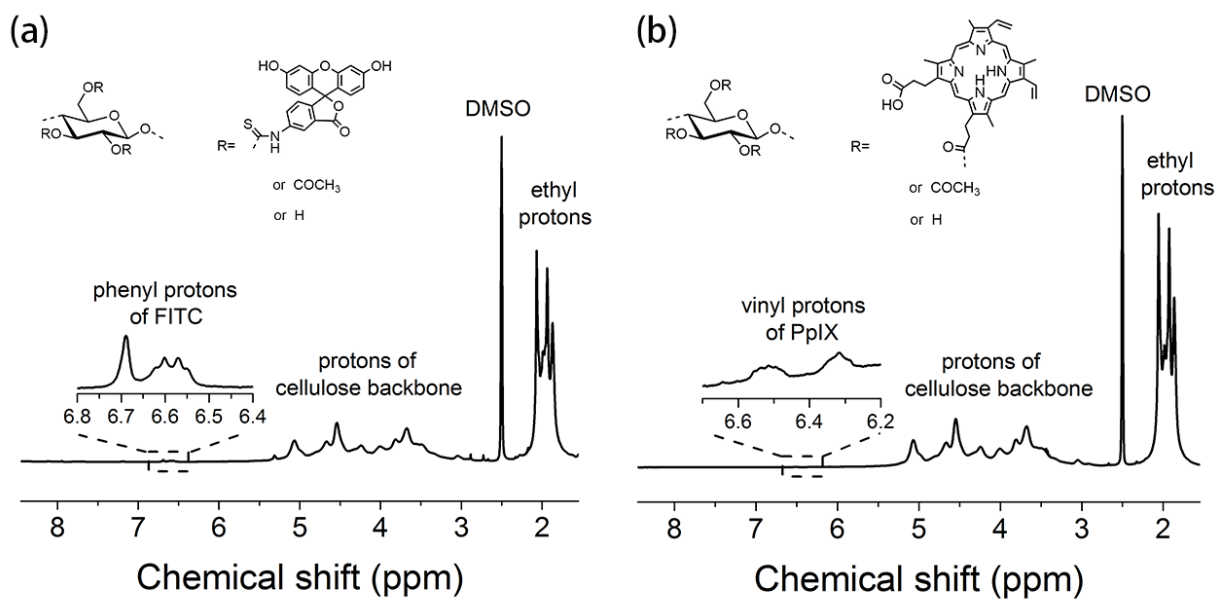 (a)
OR
O
RO
OR
O
R=
HO
O
OH
O
O
S
N
H
or COCH3
or H
DMSO
ethyl
protons
phenyl protons
of FITC
6.8 6.7 6.6 6.5 6.4
protons of
cellulose backbone
8 7 6 5 4 3 2
Chemical shift (ppm)
(b)
OR
O
RO
OR
O
R=
N
N
HN
H
N
O
HO
O
or COCH3
or H
DMSO
ethyl
protons
vinyl protons
of PpIX
6.6 6.4 6.2
protons of
cellulose backbone
8 7 6 5 4 3 2
Chemical shift (ppm)